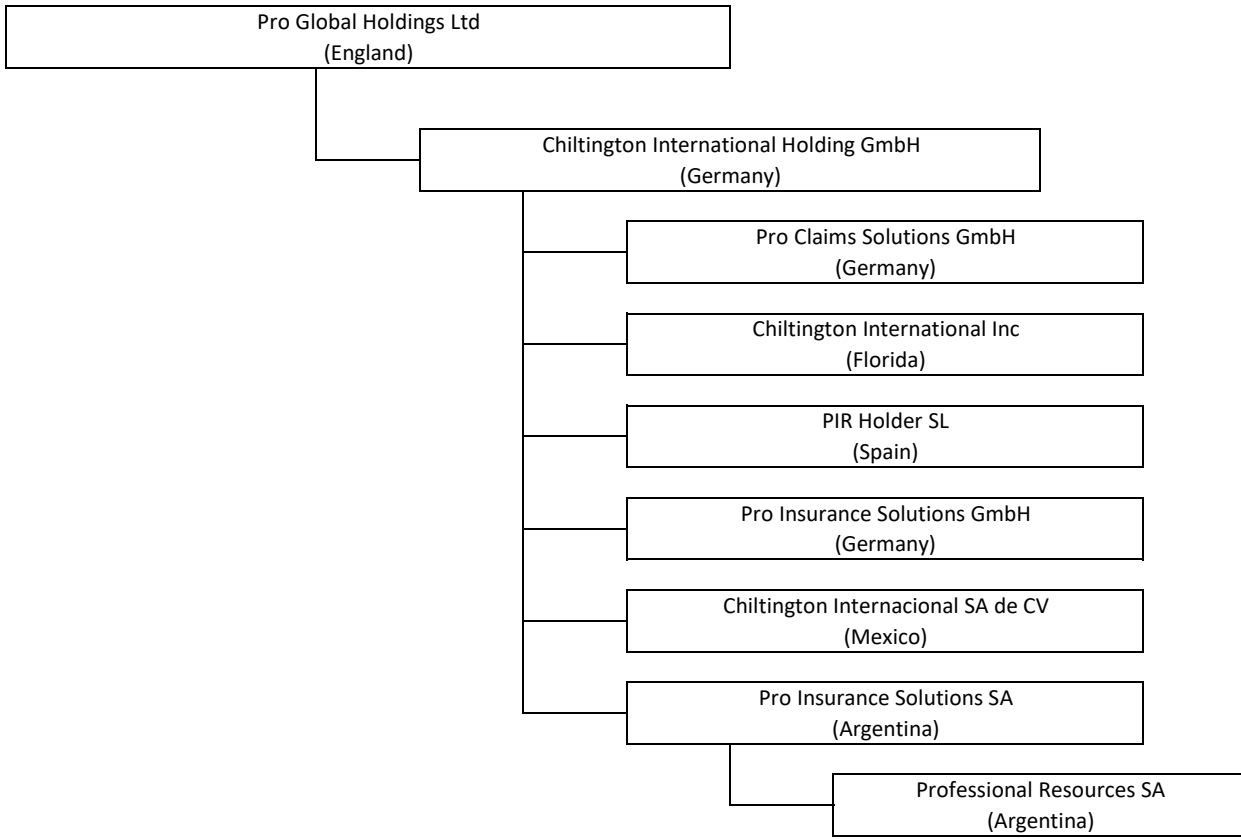 Pro Global Holdings Ltd
(England)
Chiltington International Holding GmbH
(Germany)
Pro Claims Solutions GmbH
(Germany)
Chiltington International Inc
(Florida)
PIR Holder SL
(Spain)
Pro Insurance Solutions GmbH
(Germany)
Chiltington Internacional SA de CV
(Mexico)
Pro Insurance Solutions SA
(Argentina)
Professional Resources SA
(Argentina)